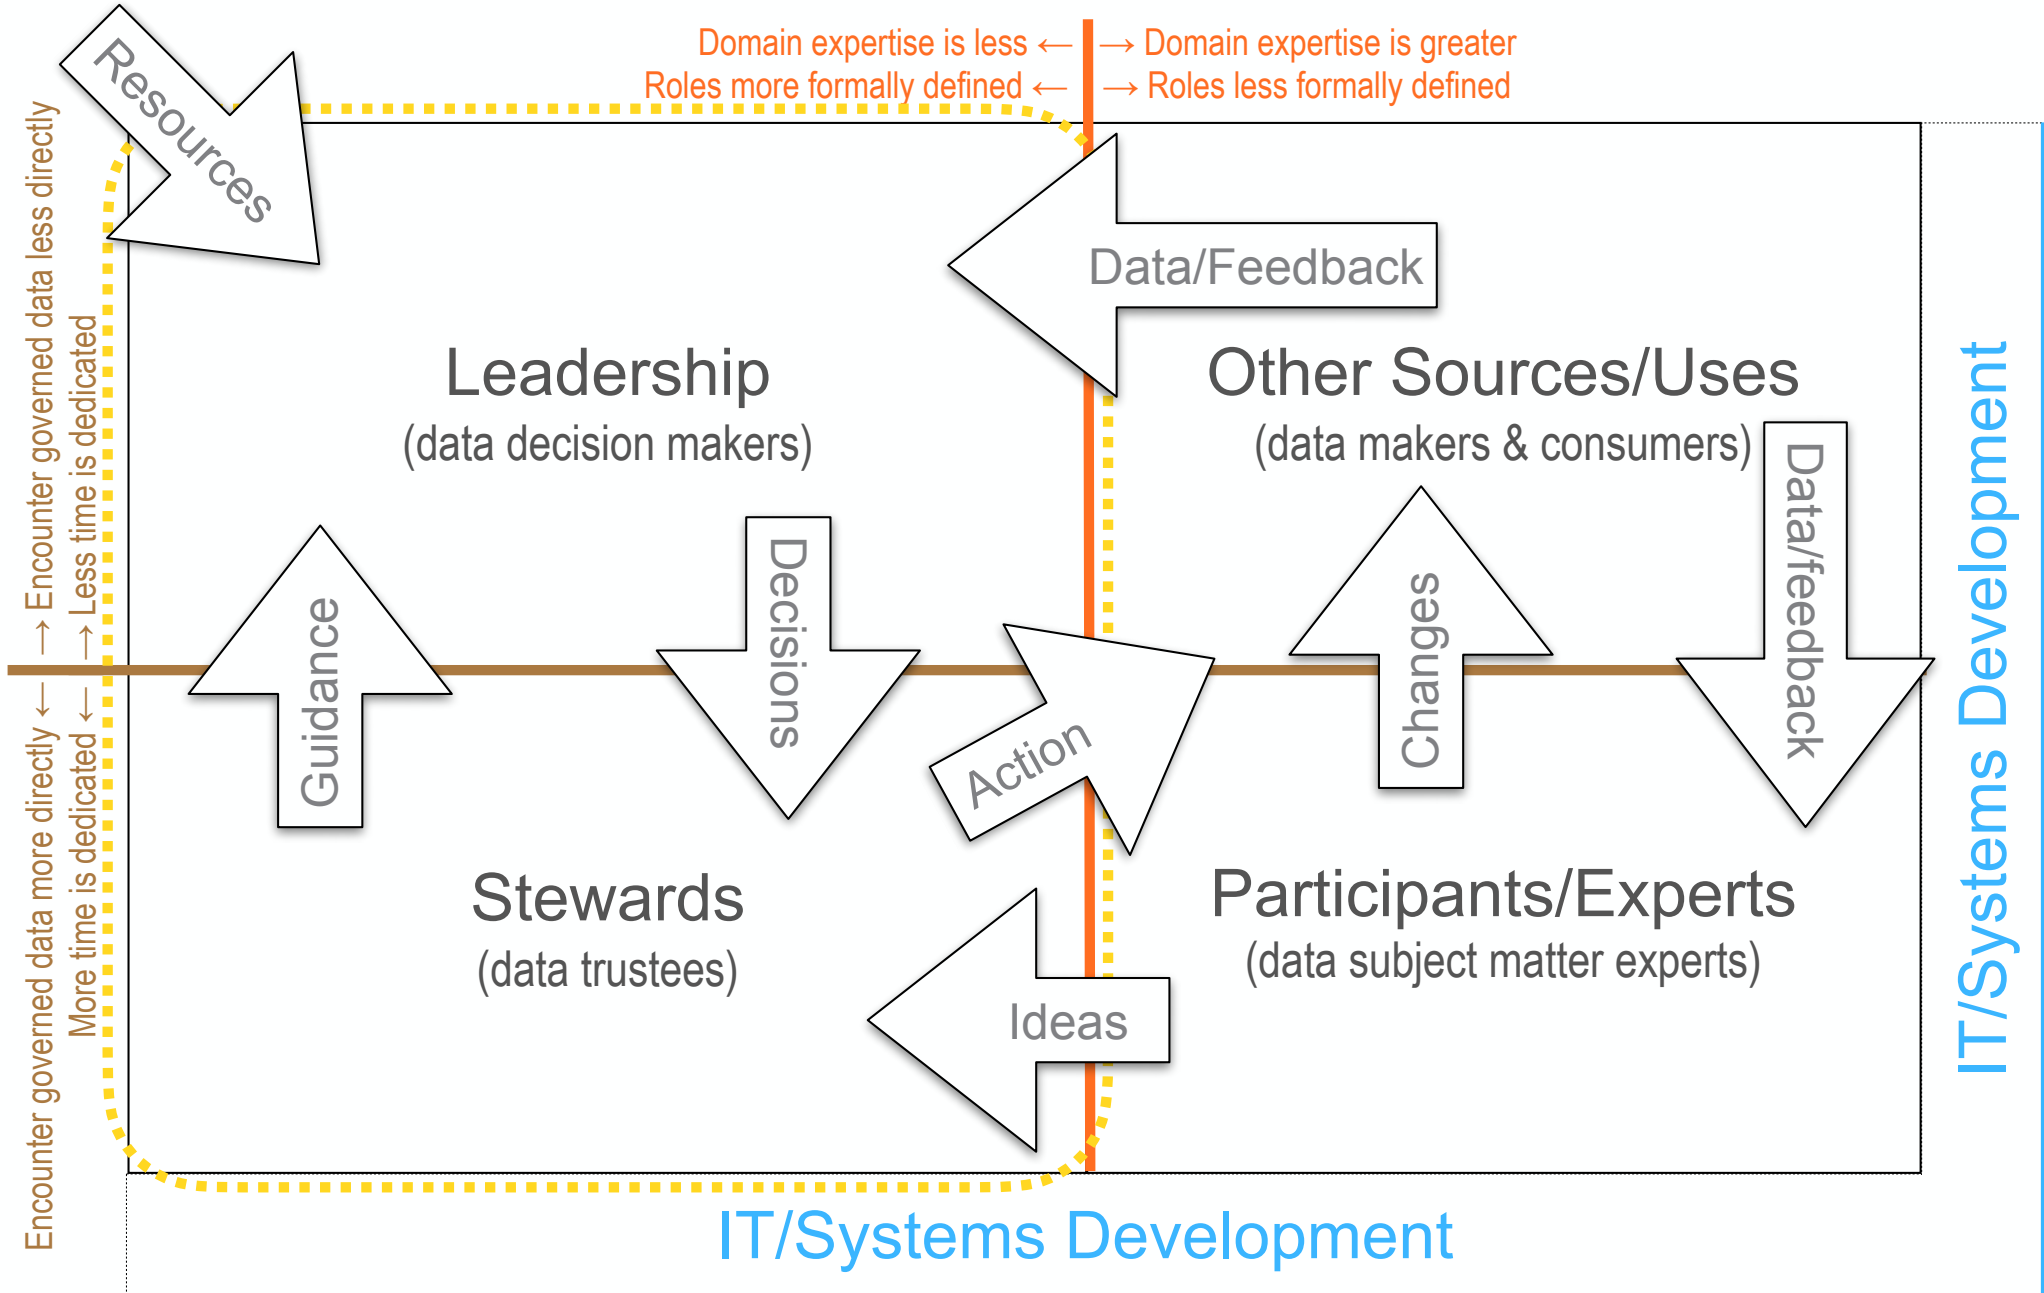 Domain expertise is less ← → Domain expertise is greater
Roles more formally defined ← → Roles less formally defined
Resources
Data/Feedback
Leadership
(data decision makers)
Other Sources/Uses
(data makers & consumers)
Data/feedback
Decisions
Guidance
Changes
Action
Stewards
(data trustees)
Participants/Experts
(data subject matter experts)
Ideas
Encounter governed data more directly ← → Encounter governed data less directly
More time is dedicated ← → Less time is dedicated
IT/Systems Development
IT/Systems Development